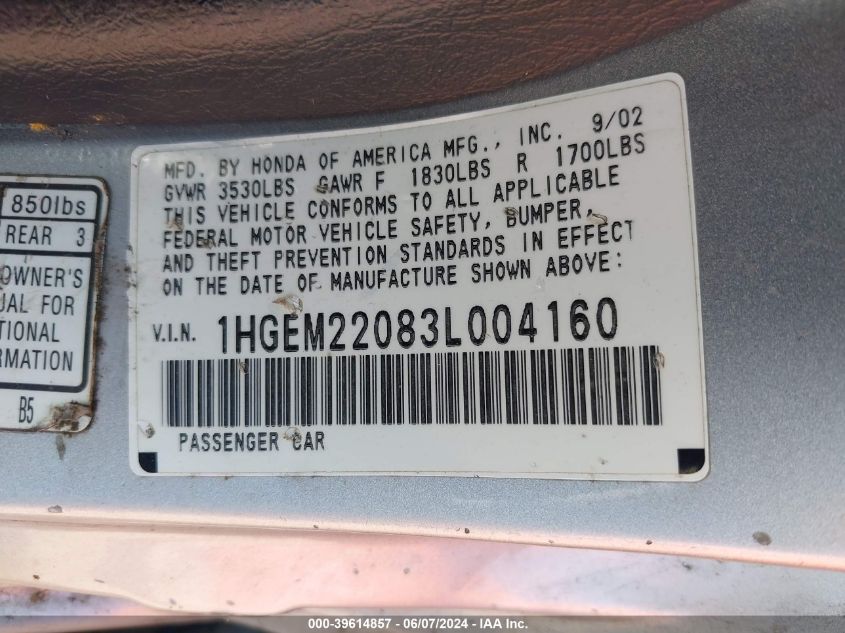 850lbs
REAR 3
OWNER'S
UAL FOR
TIONAL
ORMATION
B5
MFD. BY HONDA OF AMERICA MFG., INC. 9/02
GVWR 3530LBS GAWR F 1830LBS R 1700LBS
THIS VEHICLE CONFORMS TO ALL APPLICABLE
FEDERAL MOTOR VEHICLE SAFETY, BUMPER,
AND THEFT PREVENTION STANDARDS IN EFFECT
ON THE DATE OF MANUFACTURE SHOWN ABOVE:
V.I.N. 1HGEM22083L004160
PASSENGER CAR
000-39614857 - 06/07/2024 - IAA Inc.